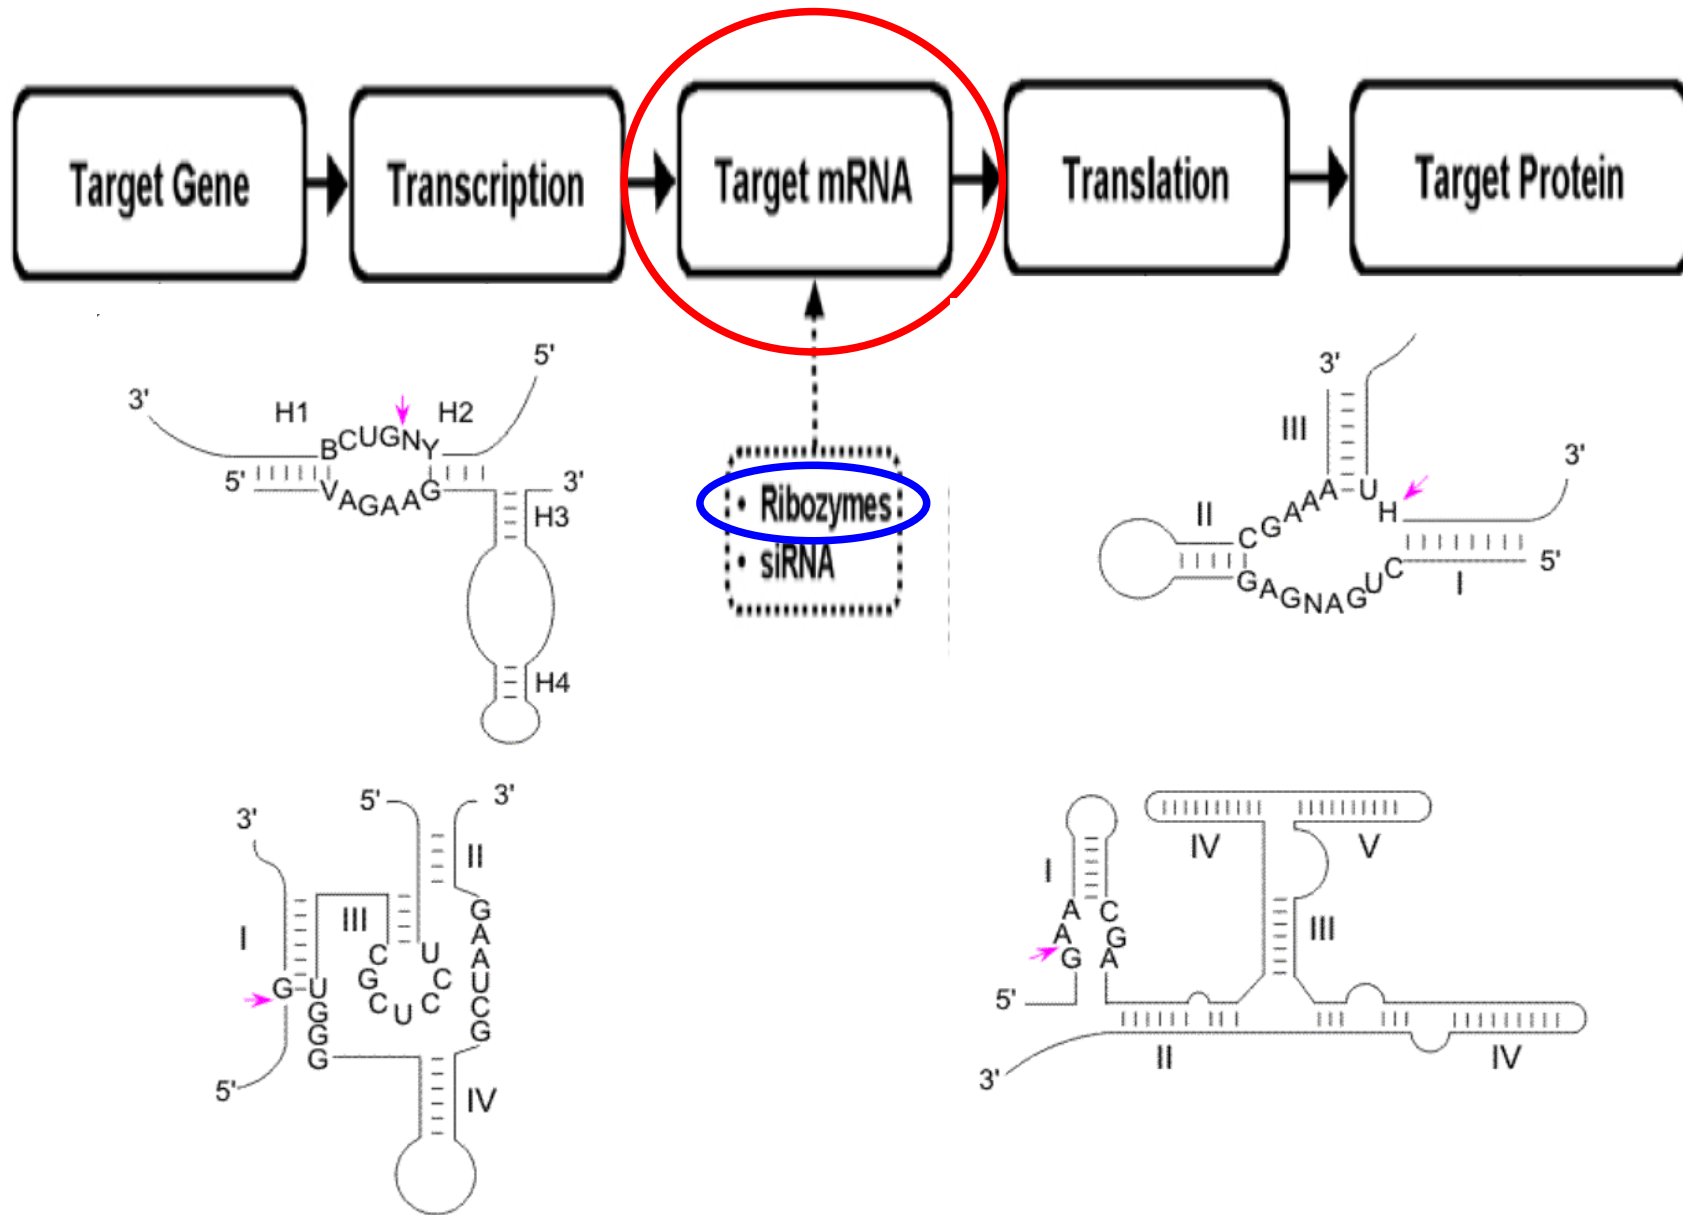 Target Gene
Transcription
Target mRNA
Translation
Target Protein
• Ribozymes
• siRNA
3'
H1
H2
5'
BCUGNY
5'
VAGAAG
3'
H3
H4
3'
III
3'
II
CGAAA
U
H
GAGNAGUC
5'
I
5'
3'
3'
II
I
III
G
U
GGG
CGCUCCU
GAAUCG
5'
IV
IV
V
I
A
A
G
C
G
A
III
5'
II
IV
3'